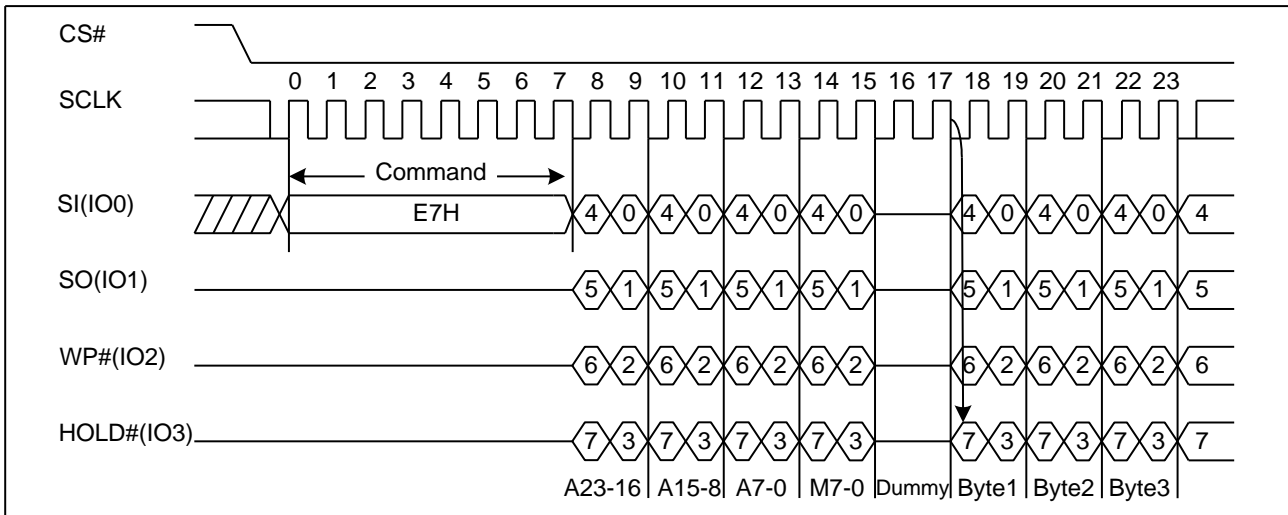 CS#
0 1 2 3 4 5 6 7 8 9 10 11 12 13 14 15 16 17 18 19 20 21 22 23
SCLK
Command
SI(IO0)
E7H
4 0 4 0 4 0 4 0 4 0 4 0 4 0 4
SO(IO1)
5 1 5 1 5 1 5 1 5 1 5 1 5 1 5
WP#(IO2)
6 2 6 2 6 2 6 2 6 2 6 2 6 2 6
HOLD#(IO3)
7 3 7 3 7 3 7 3 7 3 7 3 7 3 7
A23-16 A15-8 A7-0 M7-0 Dummy Byte1 Byte2 Byte3